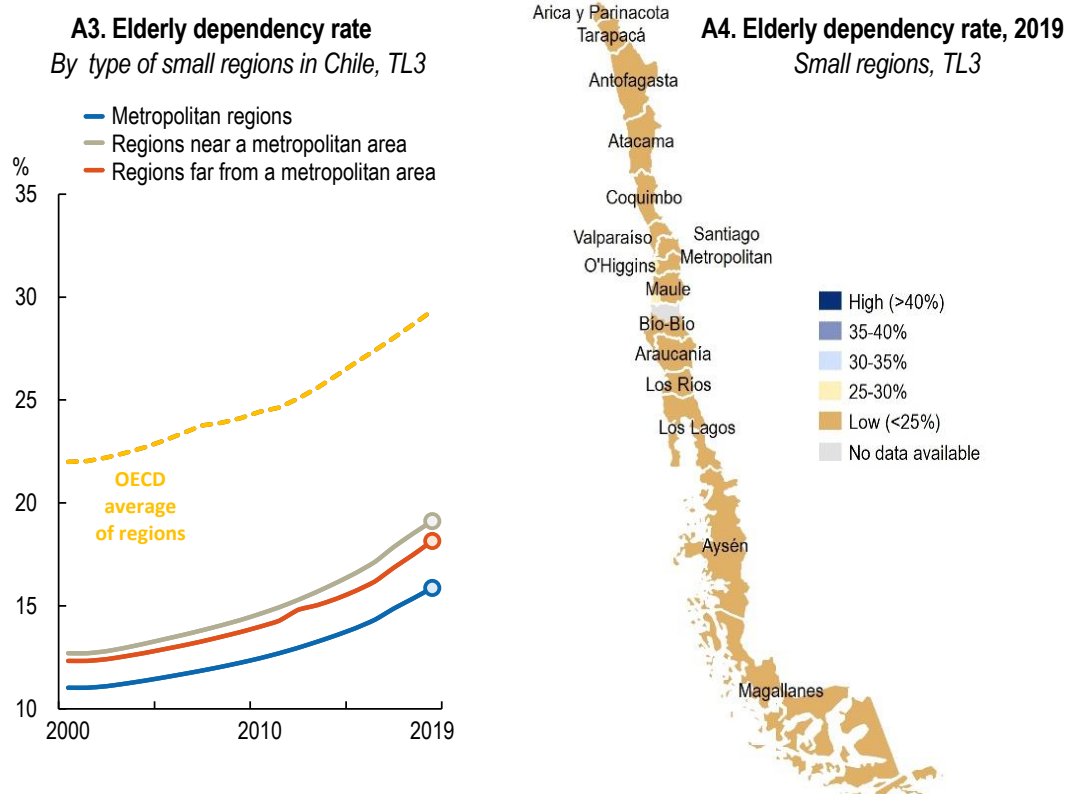 A3. Elderly dependency rate
By type of small regions in Chile, TL3
Metropolitan regions
Regions near a metropolitan area
Regions far from a metropolitan area
%
35
30
25
20
15
10
OECD
average
of regions
2000
2010
2019
A4. Elderly dependency rate, 2019
Small regions, TL3
Arica y Parinacota
Tarapacá
Antofagasta
Atacama
Coquimbo
Valparaíso
Santiago
Metropolitan
O'Higgins
Maule
Bío-Bío
Araucanía
Los Ríos
Los Lagos
Aysén
Magallanes
High (>40%)
35-40%
30-35%
25-30%
Low (<25%)
No data available